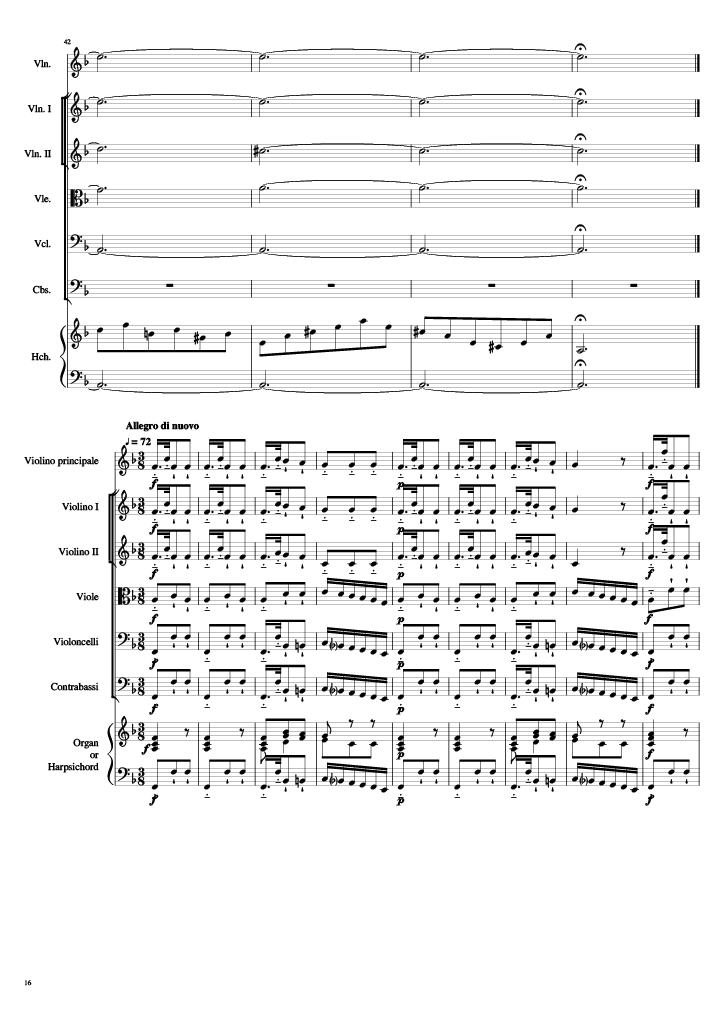 42
Vln.
Vln. I
Vln. II
Vle.
Vcl.
Cbs.
Hch.
Allegro di nuovo
♩ = 72
Violino principale
f
p
f
Violino I
f
p
f
Violino II
f
p
f
Viole
f
p
f
Violoncelli
p
p
f
Contrabassi
f
p
f
Organ
or
Harpsichord
f
p
f
f
p
f
16